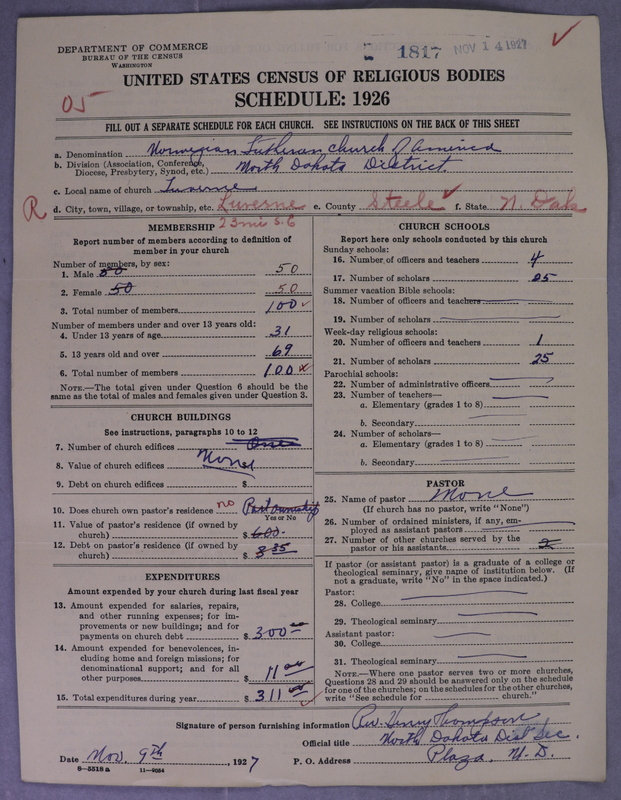 DEPARTMENT OF COMMERCE
BUREAU OF THE CENSUS
WASHINGTON
1817 NOV 14 1927
UNITED STATES CENSUS OF RELIGIOUS BODIES
SCHEDULE: 1926
05
FILL OUT A SEPARATE SCHEDULE FOR EACH CHURCH. SEE INSTRUCTIONS ON THE BACK OF THIS SHEET
a. Denomination Norwegian Lutheran Church of America
b. Division (Association, Conference, Diocese, Presbytery, Synod, etc.) North Dakota District
c. Local name of church Luverne
R d. City, town, village, or township, etc. Luverne e. County Steele f. State N. Dak
23 mi S.E
MEMBERSHIP
Report number of members according to definition of
member in your church
Number of members, by sex:
1. Male 50 50
2. Female 50 50
3. Total number of members 100
Number of members under and over 13 years old:
4. Under 13 years of age 31
5. 13 years old and over 69
6. Total number of members 100
NOTE.—The total given under Question 6 should be the
same as the total of males and females given under Question 3.
CHURCH BUILDINGS
See instructions, paragraphs 10 to 12
7. Number of church edifices One
8. Value of church edifices None
9. Debt on church edifices $
10. Does church own pastor's residence no Part ownership
Yes or No
11. Value of pastor's residence (if owned by
church) $ 600.
12. Debt on pastor's residence (if owned by
church) $ 335
EXPENDITURES
Amount expended by your church during last fiscal year
13. Amount expended for salaries, repairs,
and other running expenses; for im-
provements or new buildings; and for
payments on church debt $ 300 00
14. Amount expended for benevolences, in-
cluding home and foreign missions; for
denominational support; and for all
other purposes $ 11 00
15. Total expenditures during year $ 311 00
CHURCH SCHOOLS
Report here only schools conducted by this church
Sunday schools:
16. Number of officers and teachers 4
17. Number of scholars 25
Summer vacation Bible schools:
18. Number of officers and teachers
19. Number of scholars
Week-day religious schools:
20. Number of officers and teachers 1
21. Number of scholars 25
Parochial schools:
22. Number of administrative officers
23. Number of teachers—
a. Elementary (grades 1 to 8)
b. Secondary
24. Number of scholars—
a. Elementary (grades 1 to 8)
b. Secondary
PASTOR
25. Name of pastor None
(If church has no pastor, write "None")
26. Number of ordained ministers, if any, em-
ployed as assistant pastors
27. Number of other churches served by the
pastor or his assistants 2
If pastor (or assistant pastor) is a graduate of a college or
theological seminary, give name of institution below. (If
not a graduate, write "No" in the space indicated.)
Pastor:
28. College
29. Theological seminary
Assistant pastor:
30. College
31. Theological seminary
NOTE.—Where one pastor serves two or more churches,
Questions 28 and 29 should be answered only on the schedule
for one of the churches; on the schedules for the other churches,
write "See schedule for church."
Signature of person furnishing information Rev. Henry Thompson
Official title North Dakota Dist Sec.
Date Nov. 9th, 1927 P. O. Address Plaza, N. D.
8—5518a 11—9054